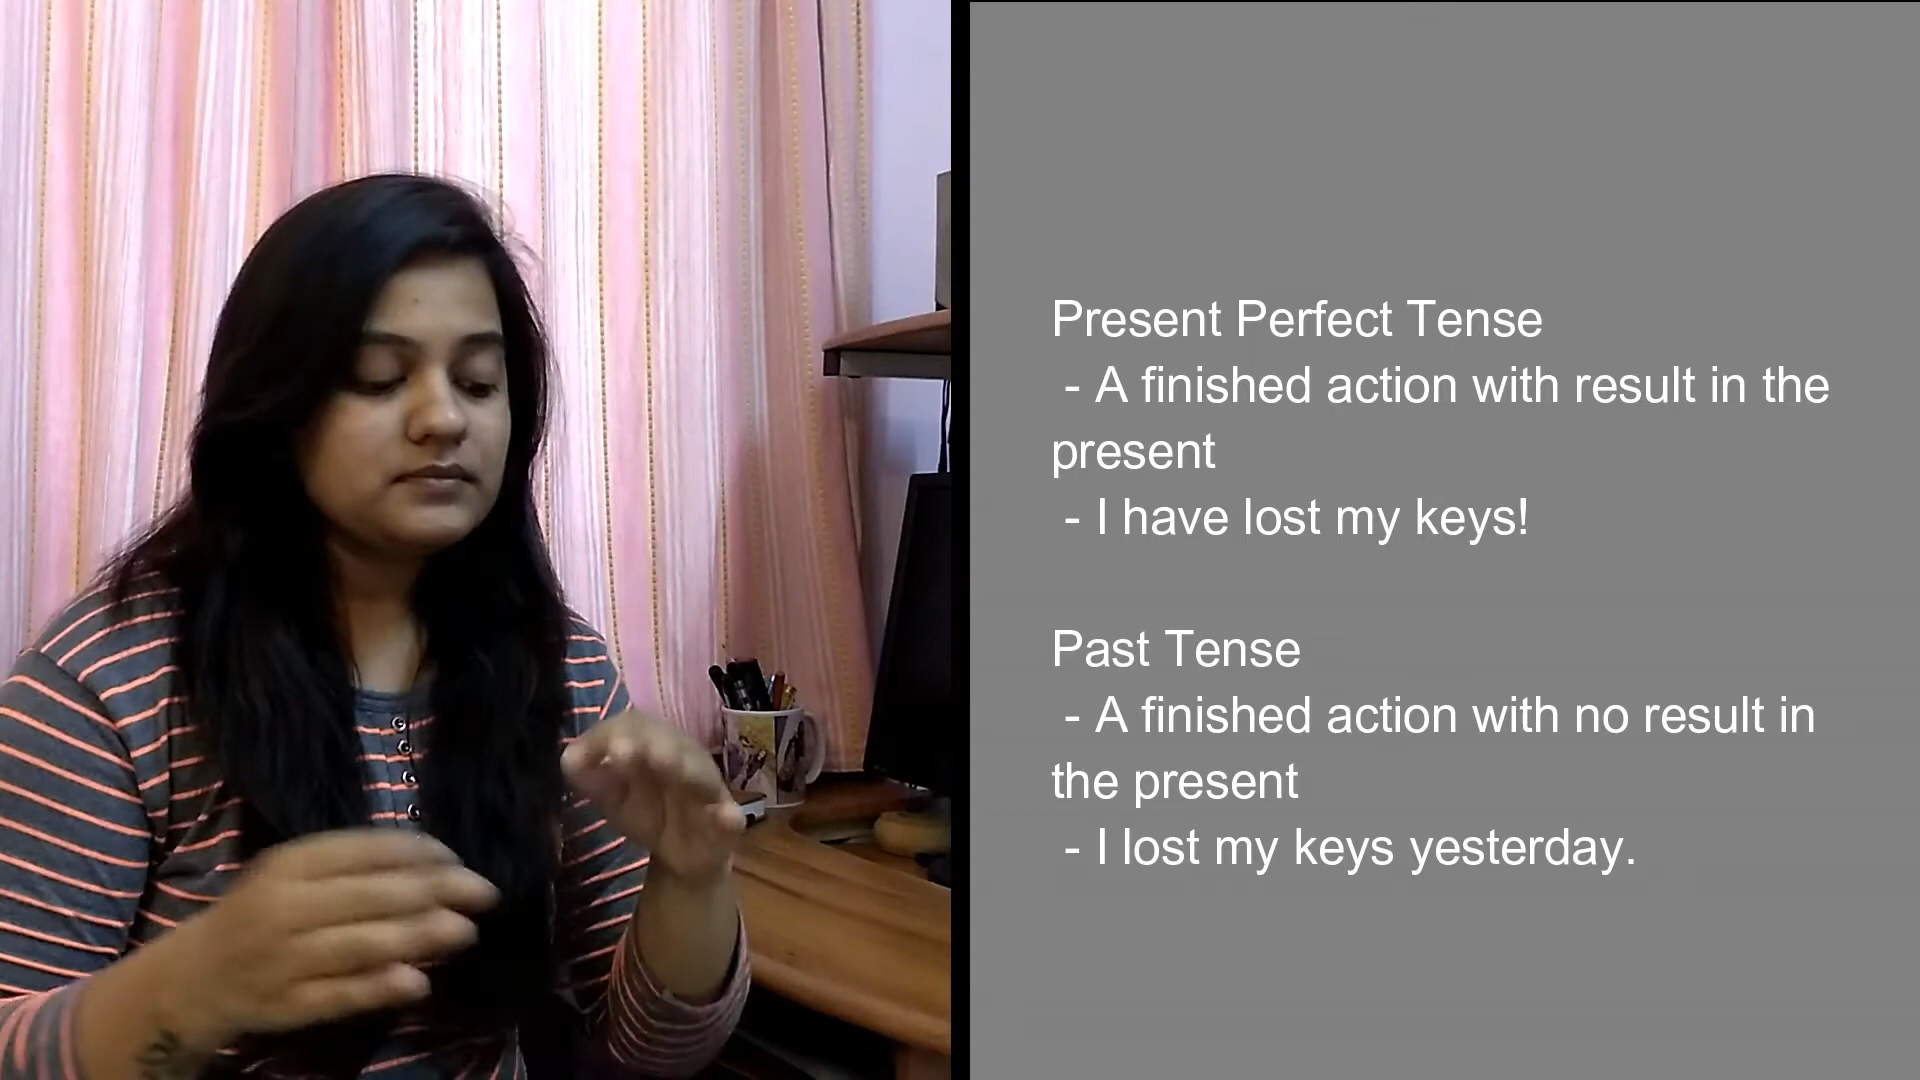 Present Perfect Tense
- A finished action with result in the
present
- I have lost my keys!
Past Tense
- A finished action with no result in
the present
- I lost my keys yesterday.